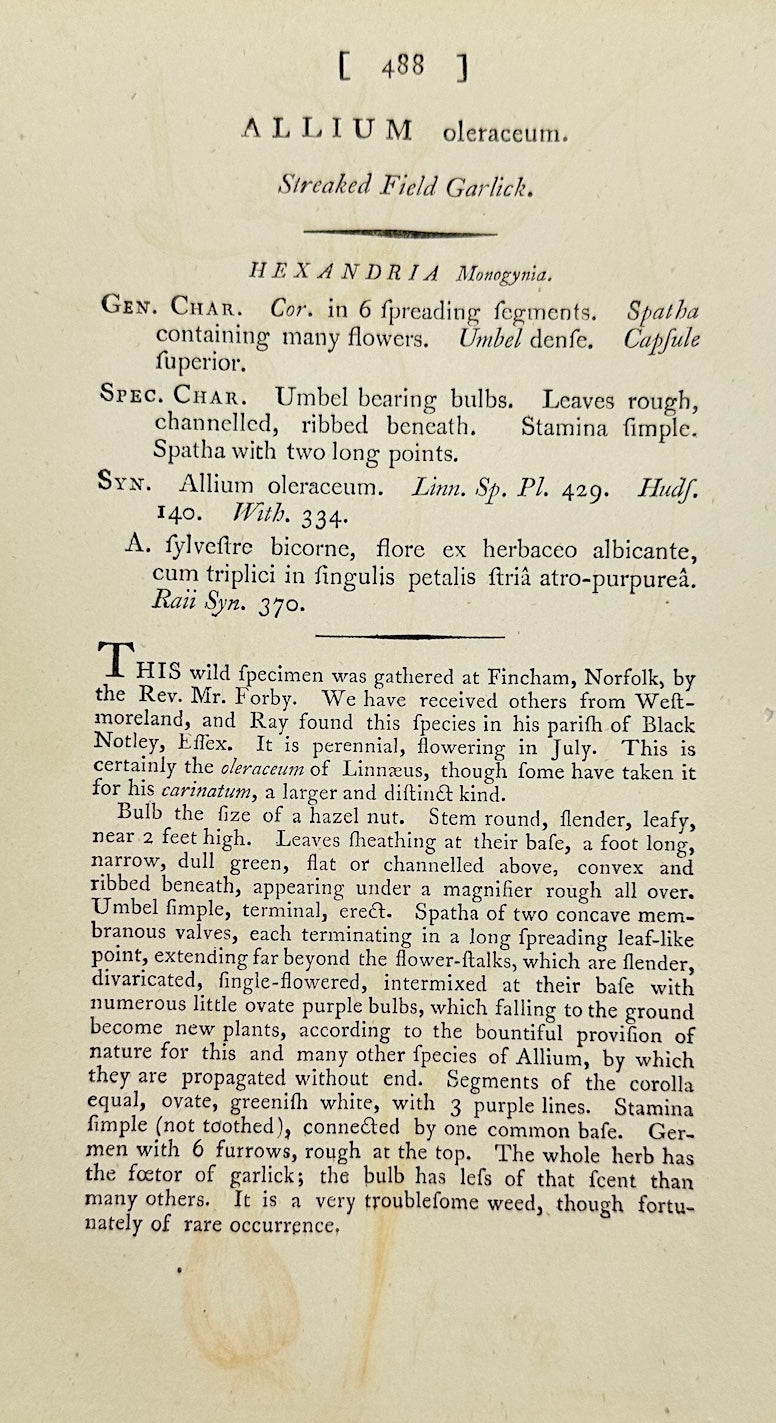 [ 488 ]
ALLIUM oleraceum.
Streaked Field Garlick.
HEXANDRIA Monogynia.
GEN. CHAR. Cor. in 6 ſpreading ſegments. Spatha
containing many flowers. Umbel denſe. Capſule
ſuperior.
SPEC. CHAR. Umbel bearing bulbs. Leaves rough,
channelled, ribbed beneath. Stamina ſimple.
Spatha with two long points.
SYN. Allium oleraceum. Linn. Sp. Pl. 429. Hudſ.
140. With. 334.
A. ſylveſtre bicorne, flore ex herbaceo albicante,
cum triplici in ſingulis petalis ſtriâ atro-purpureâ.
Raii Syn. 370.
THIS wild ſpecimen was gathered at Fincham, Norfolk, by
the Rev. Mr. Forby. We have received others from Weſt-
moreland, and Ray found this ſpecies in his pariſh of Black
Notley, Eſſex. It is perennial, flowering in July. This is
certainly the oleraceum of Linnæus, though ſome have taken it
for his carinatum, a larger and diſtinct kind.
Bulb the ſize of a hazel nut. Stem round, ſlender, leafy,
near 2 feet high. Leaves ſheathing at their baſe, a foot long,
narrow, dull green, flat or channelled above, convex and
ribbed beneath, appearing under a magnifier rough all over.
Umbel ſimple, terminal, erect. Spatha of two concave mem-
branous valves, each terminating in a long ſpreading leaf-like
point, extending far beyond the flower-ſtalks, which are ſlender,
divaricated, ſingle-flowered, intermixed at their baſe with
numerous little ovate purple bulbs, which falling to the ground
become new plants, according to the bountiful proviſion of
nature for this and many other ſpecies of Allium, by which
they are propagated without end. Segments of the corolla
equal, ovate, greeniſh white, with 3 purple lines. Stamina
ſimple (not toothed), connected by one common baſe. Ger-
men with 6 furrows, rough at the top. The whole herb has
the fœtor of garlick; the bulb has leſs of that ſcent than
many others. It is a very troubleſome weed, though fortu-
nately of rare occurrence.